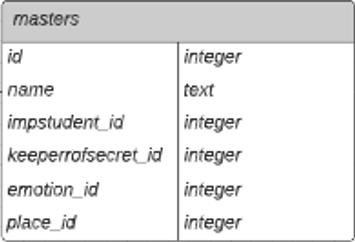 masters
id integer
name text
impstudent_id integer
keeperrofsecret_id integer
emotion_id integer
place_id integer